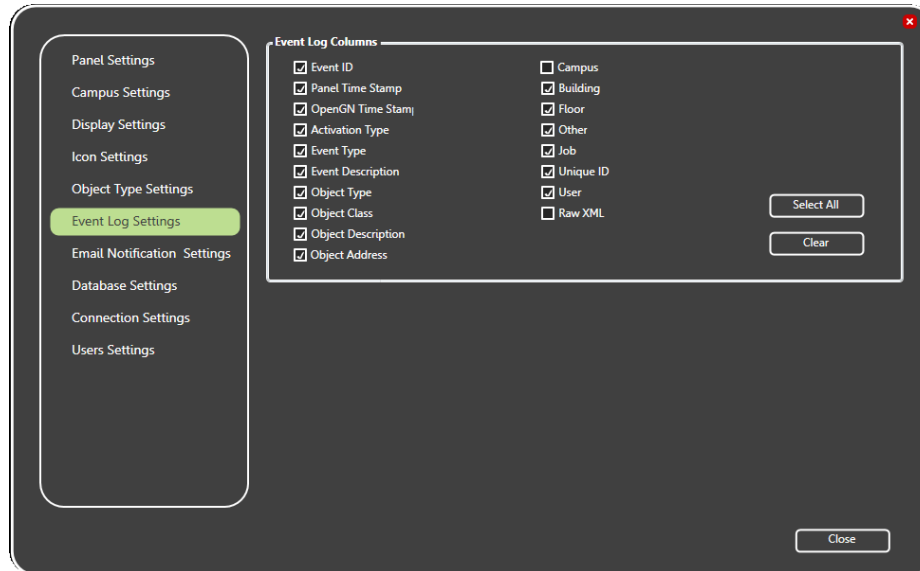 Panel Settings
Campus Settings
Display Settings
Icon Settings
Object Type Settings
Event Log Settings
Email Notification  Settings
Database Settings
Connection Settings
Users Settings
Event Log Columns
Event ID
Panel Time Stamp
OpenGN Time Stam
Activation Type
Event Type
Event Description
Object Type
Object Class
Object Description
Object Address
Campus
Building
Floor
Other
Job
Unique ID
User
Raw XML
Select All
Clear
Close